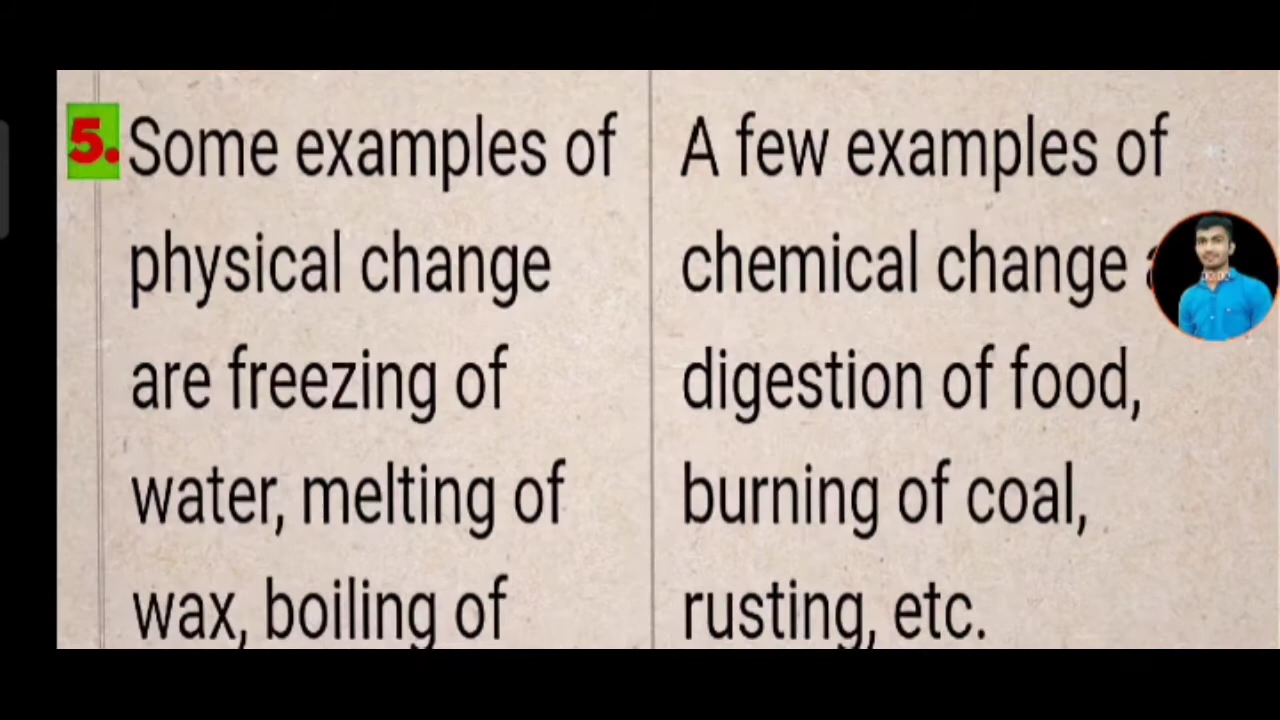 5. Some examples of
physical change
are freezing of
water, melting of
wax, boiling of
A few examples of
chemical change
digestion of food,
burning of coal,
rusting, etc.